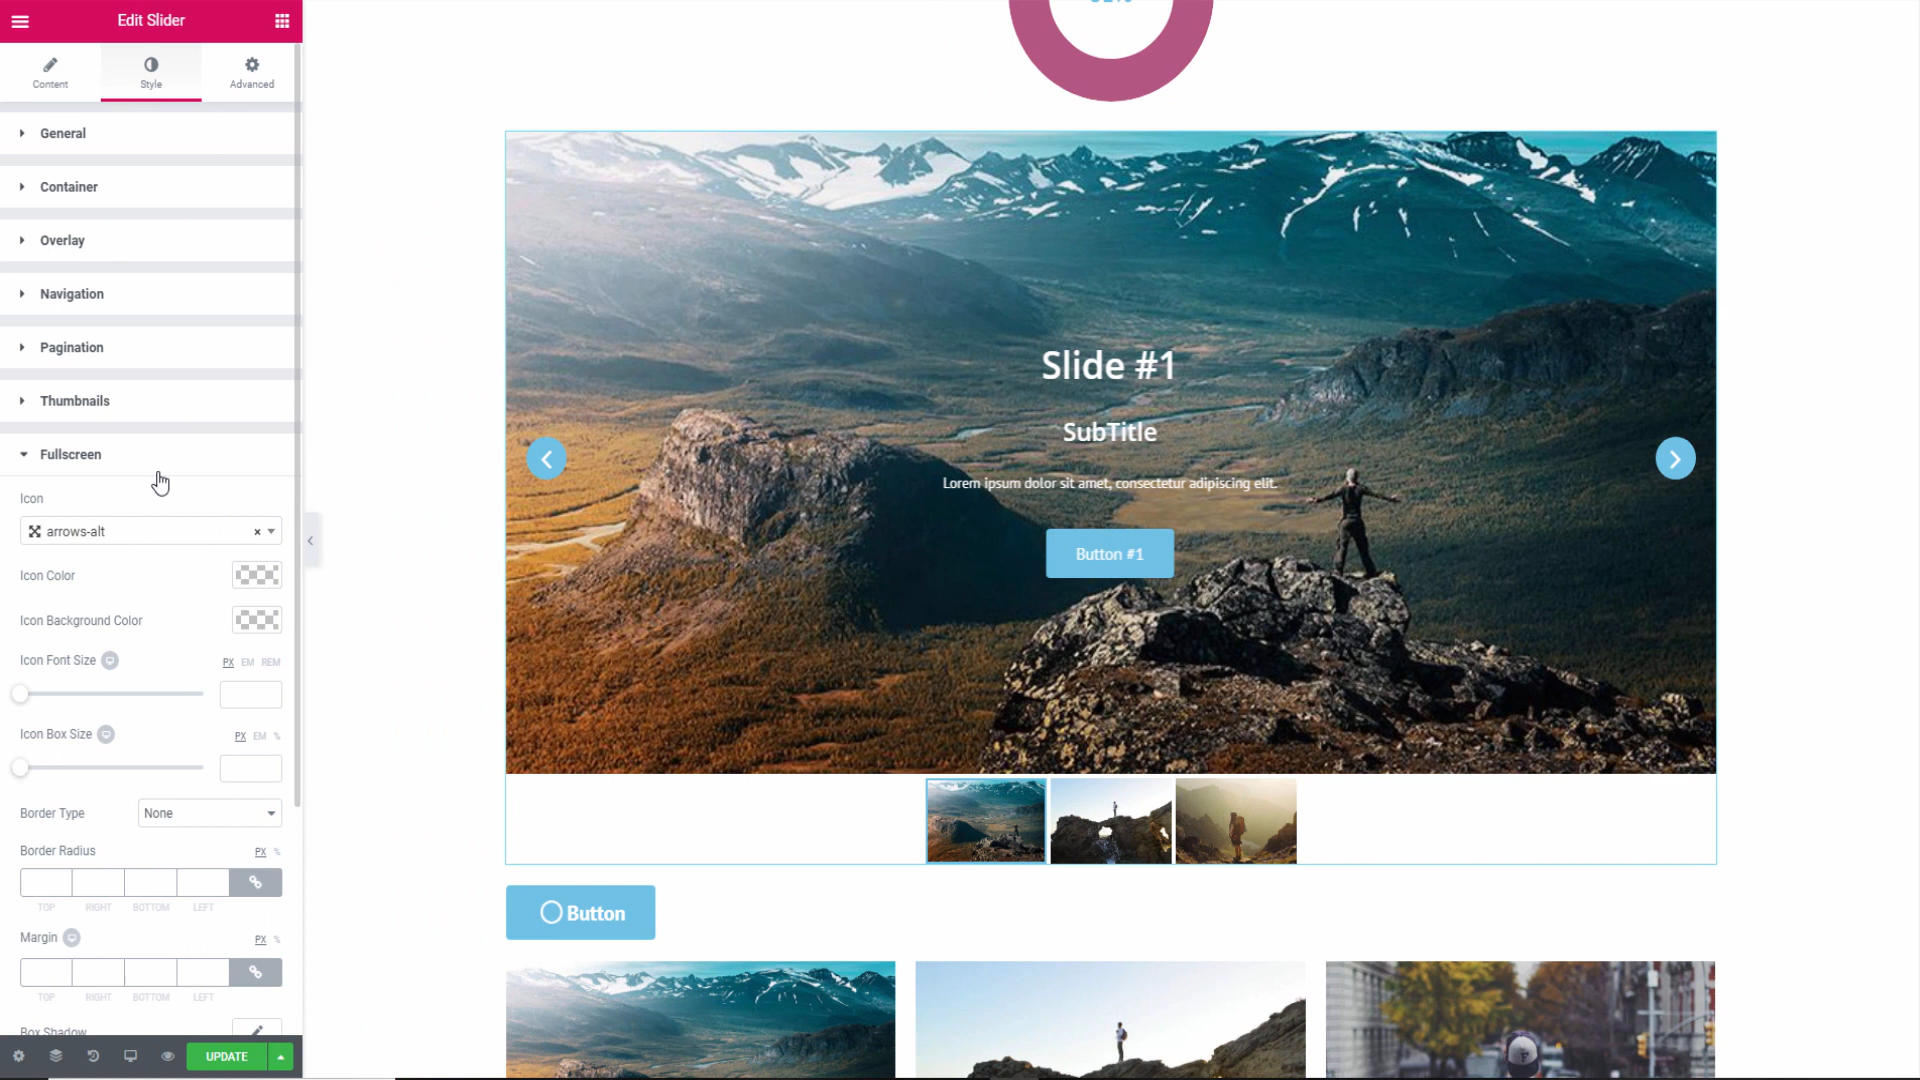 Edit Slider
Content
Style
Advanced
General
Container
Overlay
Navigation
Pagination
Thumbnails
Fullscreen
Icon
arrows-alt
Icon Color
Icon Background Color
Icon Font Size
PX EM REM
Icon Box Size
PX EM %
Border Type
None
Border Radius
PX %
TOP RIGHT BOTTOM LEFT
Margin
PX %
TOP RIGHT BOTTOM LEFT
Box Shadow
UPDATE
Slide #1
SubTitle
Lorem ipsum dolor sit amet, consectetur adipiscing elit.
Button #1
Button